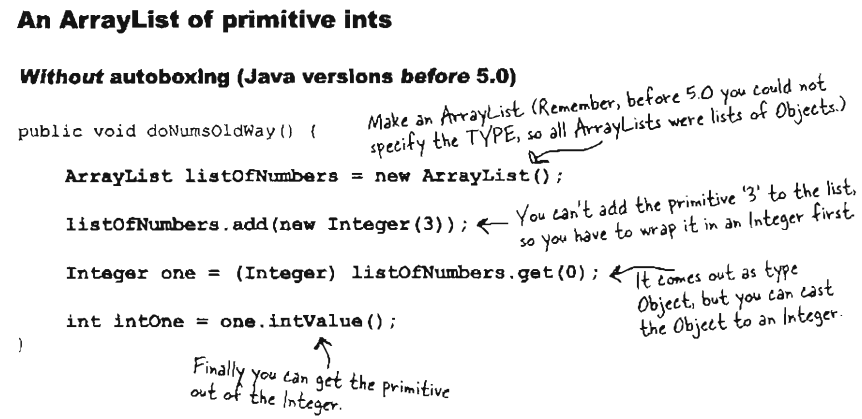 An ArrayList of primitive ints
Without autoboxing (Java versions before 5.0)
Make an ArrayList (Remember, before 5.0 you could not
specify the TYPE, so all ArrayLists were lists of Objects.)
public void doNumsOldWay() {
ArrayList listOfNumbers = new ArrayList();
listOfNumbers.add(new Integer(3));
You can't add the primitive '3' to the list,
so you have to wrap it in an Integer first.
Integer one = (Integer) listOfNumbers.get(0);
It comes out as type
Object, but you can cast
the Object to an Integer.
int intOne = one.intValue();
}
Finally you can get the primitive
out of the Integer.